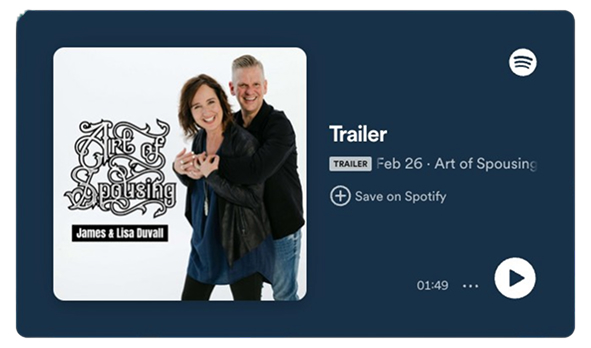 Art of
Spousing
James & Lisa Duvall
Trailer
TRAILER Feb 26 · Art of Spousing
Save on Spotify
01:49